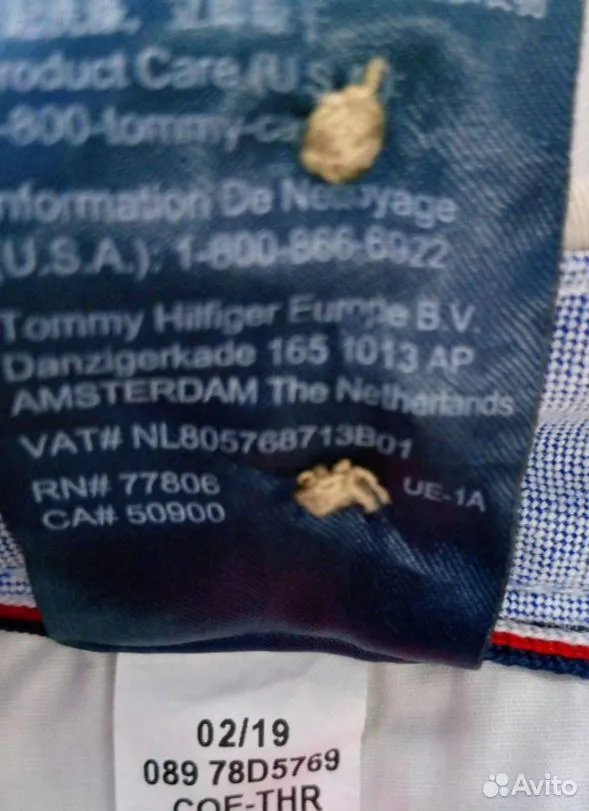 roduct Care (U.s.
-800-tommy-ca
nformation De Nettoyage
(U.S.A.): 1-800-866-6922
Tommy Hilfiger Europe B.V.
Danzigerkade 165 1013 AP
AMSTERDAM The Netherlands
VAT# NL805768713B01
RN# 77806
UE-1A
CA# 50900
02/19
089 78D5769
COE-THR
Avito